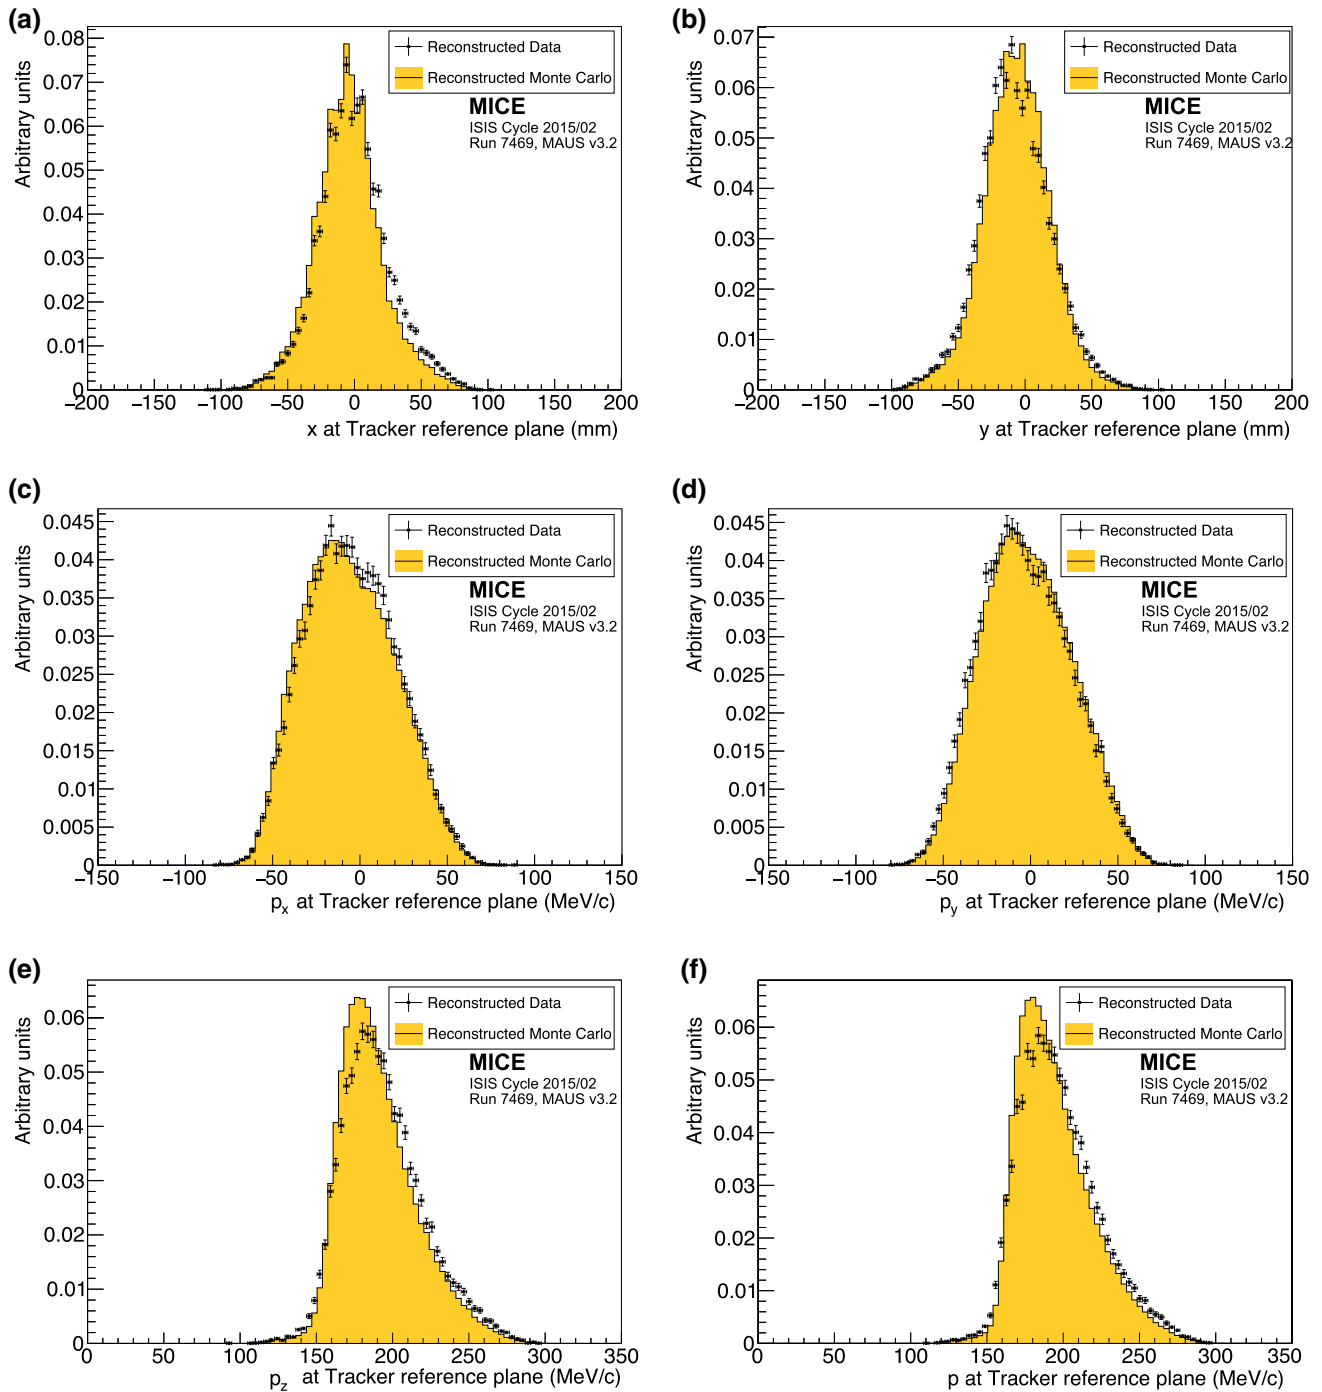 (a)
0.08
0.07
0.06
0.05
0.04
0.03
0.02
0.01
0
Arbitrary units
Reconstructed Data
Reconstructed Monte Carlo
MICE
ISIS Cycle 2015/02
Run 7469, MAUS v3.2
−200 −150 −100 −50 0 50 100 150 200
x at Tracker reference plane (mm)
(b)
0.07
0.06
0.05
0.04
0.03
0.02
0.01
0
Arbitrary units
Reconstructed Data
Reconstructed Monte Carlo
MICE
ISIS Cycle 2015/02
Run 7469, MAUS v3.2
−200 −150 −100 −50 0 50 100 150 200
y at Tracker reference plane (mm)
(c)
0.045
0.04
0.035
0.03
0.025
0.02
0.015
0.01
0.005
0
Arbitrary units
Reconstructed Data
Reconstructed Monte Carlo
MICE
ISIS Cycle 2015/02
Run 7469, MAUS v3.2
−150 −100 −50 0 50 100 150
px at Tracker reference plane (MeV/c)
(d)
0.045
0.04
0.035
0.03
0.025
0.02
0.015
0.01
0.005
0
Arbitrary units
Reconstructed Data
Reconstructed Monte Carlo
MICE
ISIS Cycle 2015/02
Run 7469, MAUS v3.2
−150 −100 −50 0 50 100 150
py at Tracker reference plane (MeV/c)
(e)
0.06
0.05
0.04
0.03
0.02
0.01
0
Arbitrary units
Reconstructed Data
Reconstructed Monte Carlo
MICE
ISIS Cycle 2015/02
Run 7469, MAUS v3.2
0 50 100 150 200 250 300 350
pz at Tracker reference plane (MeV/c)
(f)
0.06
0.05
0.04
0.03
0.02
0.01
0
Arbitrary units
Reconstructed Data
Reconstructed Monte Carlo
MICE
ISIS Cycle 2015/02
Run 7469, MAUS v3.2
0 50 100 150 200 250 300 350
p at Tracker reference plane (MeV/c)